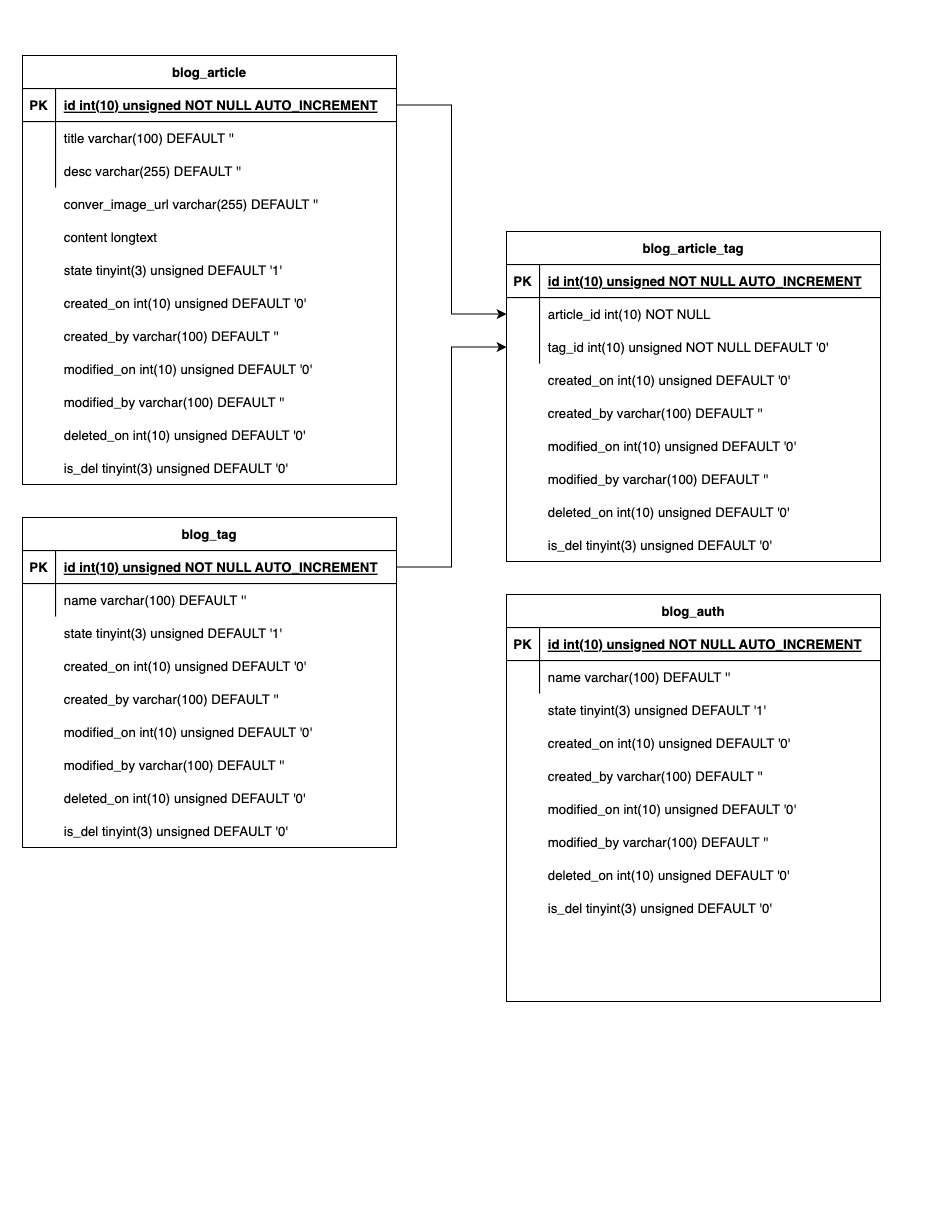 blog_article
PK id int(10) unsigned NOT NULL AUTO_INCREMENT
title varchar(100) DEFAULT ''
desc varchar(255) DEFAULT ''
conver_image_url varchar(255) DEFAULT ''
content longtext
state tinyint(3) unsigned DEFAULT '1'
created_on int(10) unsigned DEFAULT '0'
created_by varchar(100) DEFAULT ''
modified_on int(10) unsigned DEFAULT '0'
modified_by varchar(100) DEFAULT ''
deleted_on int(10) unsigned DEFAULT '0'
is_del tinyint(3) unsigned DEFAULT '0'
blog_tag
PK id int(10) unsigned NOT NULL AUTO_INCREMENT
name varchar(100) DEFAULT ''
state tinyint(3) unsigned DEFAULT '1'
created_on int(10) unsigned DEFAULT '0'
created_by varchar(100) DEFAULT ''
modified_on int(10) unsigned DEFAULT '0'
modified_by varchar(100) DEFAULT ''
deleted_on int(10) unsigned DEFAULT '0'
is_del tinyint(3) unsigned DEFAULT '0'
blog_article_tag
PK id int(10) unsigned NOT NULL AUTO_INCREMENT
article_id int(10) NOT NULL
tag_id int(10) unsigned NOT NULL DEFAULT '0'
created_on int(10) unsigned DEFAULT '0'
created_by varchar(100) DEFAULT ''
modified_on int(10) unsigned DEFAULT '0'
modified_by varchar(100) DEFAULT ''
deleted_on int(10) unsigned DEFAULT '0'
is_del tinyint(3) unsigned DEFAULT '0'
blog_auth
PK id int(10) unsigned NOT NULL AUTO_INCREMENT
name varchar(100) DEFAULT ''
state tinyint(3) unsigned DEFAULT '1'
created_on int(10) unsigned DEFAULT '0'
created_by varchar(100) DEFAULT ''
modified_on int(10) unsigned DEFAULT '0'
modified_by varchar(100) DEFAULT ''
deleted_on int(10) unsigned DEFAULT '0'
is_del tinyint(3) unsigned DEFAULT '0'